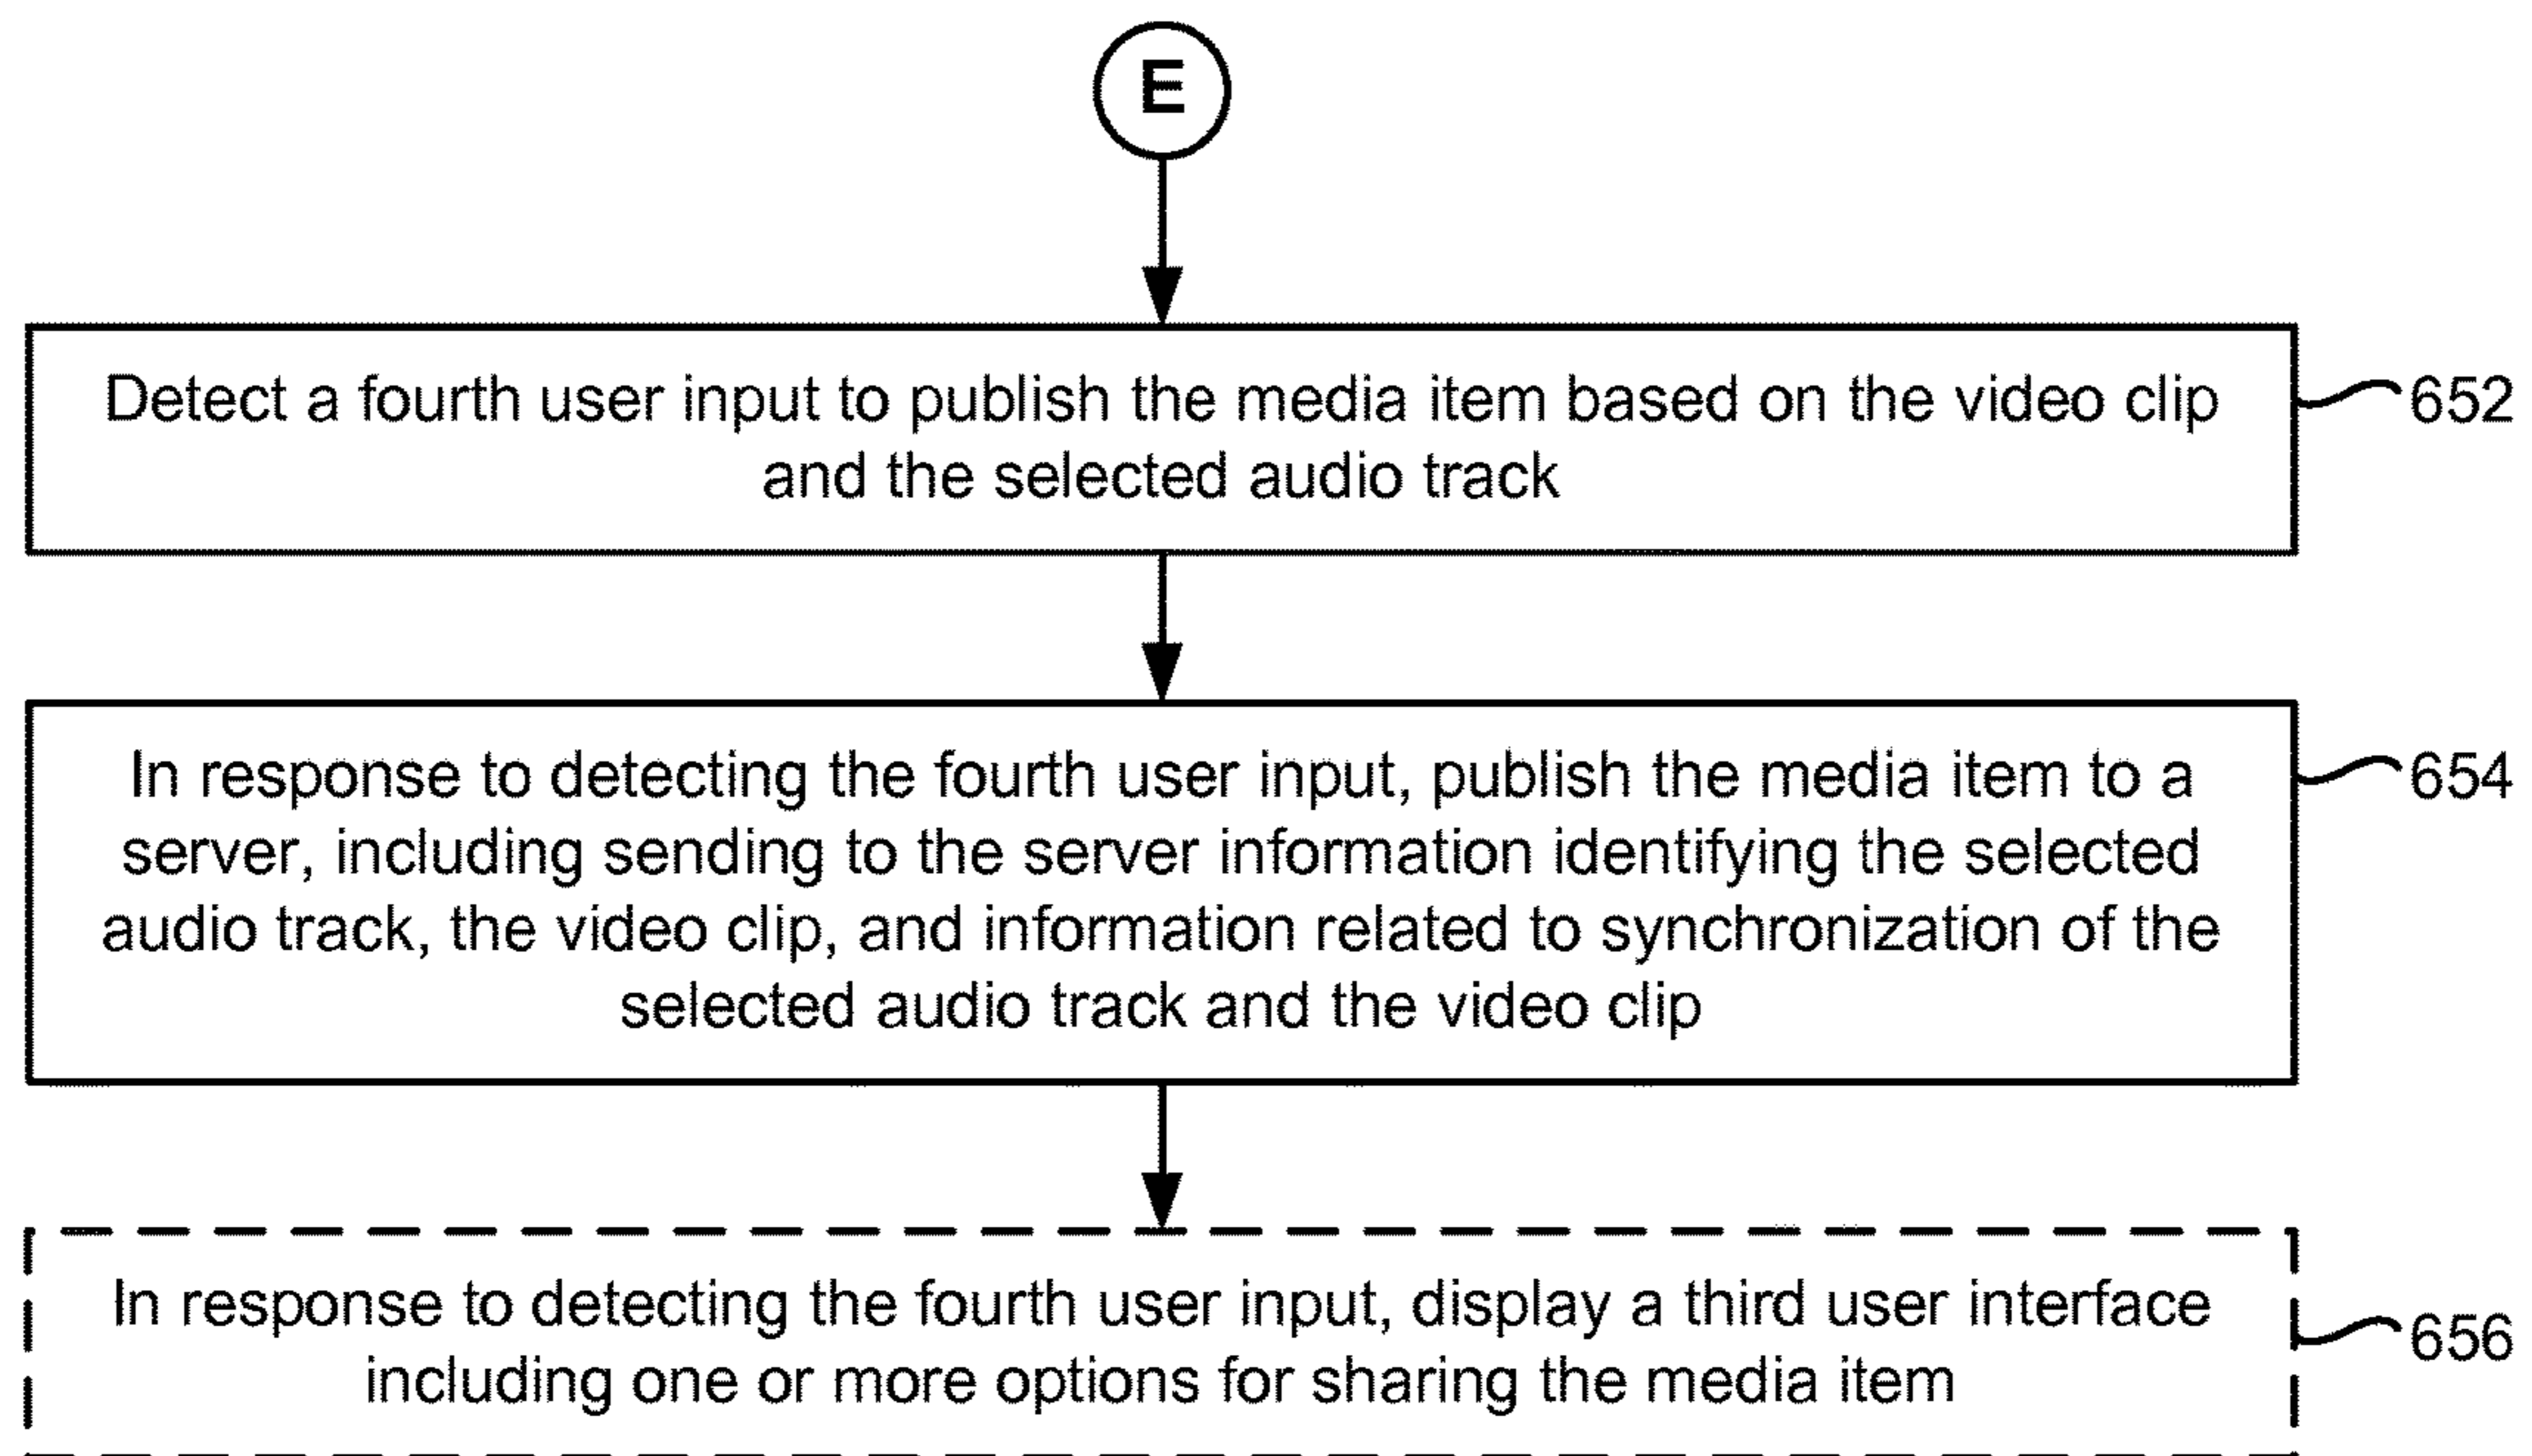 E
Detect a fourth user input to publish the media item based on the video clip
and the selected audio track
652
In response to detecting the fourth user input, publish the media item to a
server, including sending to the server information identifying the selected
audio track, the video clip, and information related to synchronization of the
selected audio track and the video clip
654
In response to detecting the fourth user input, display a third user interface
including one or more options for sharing the media item
656